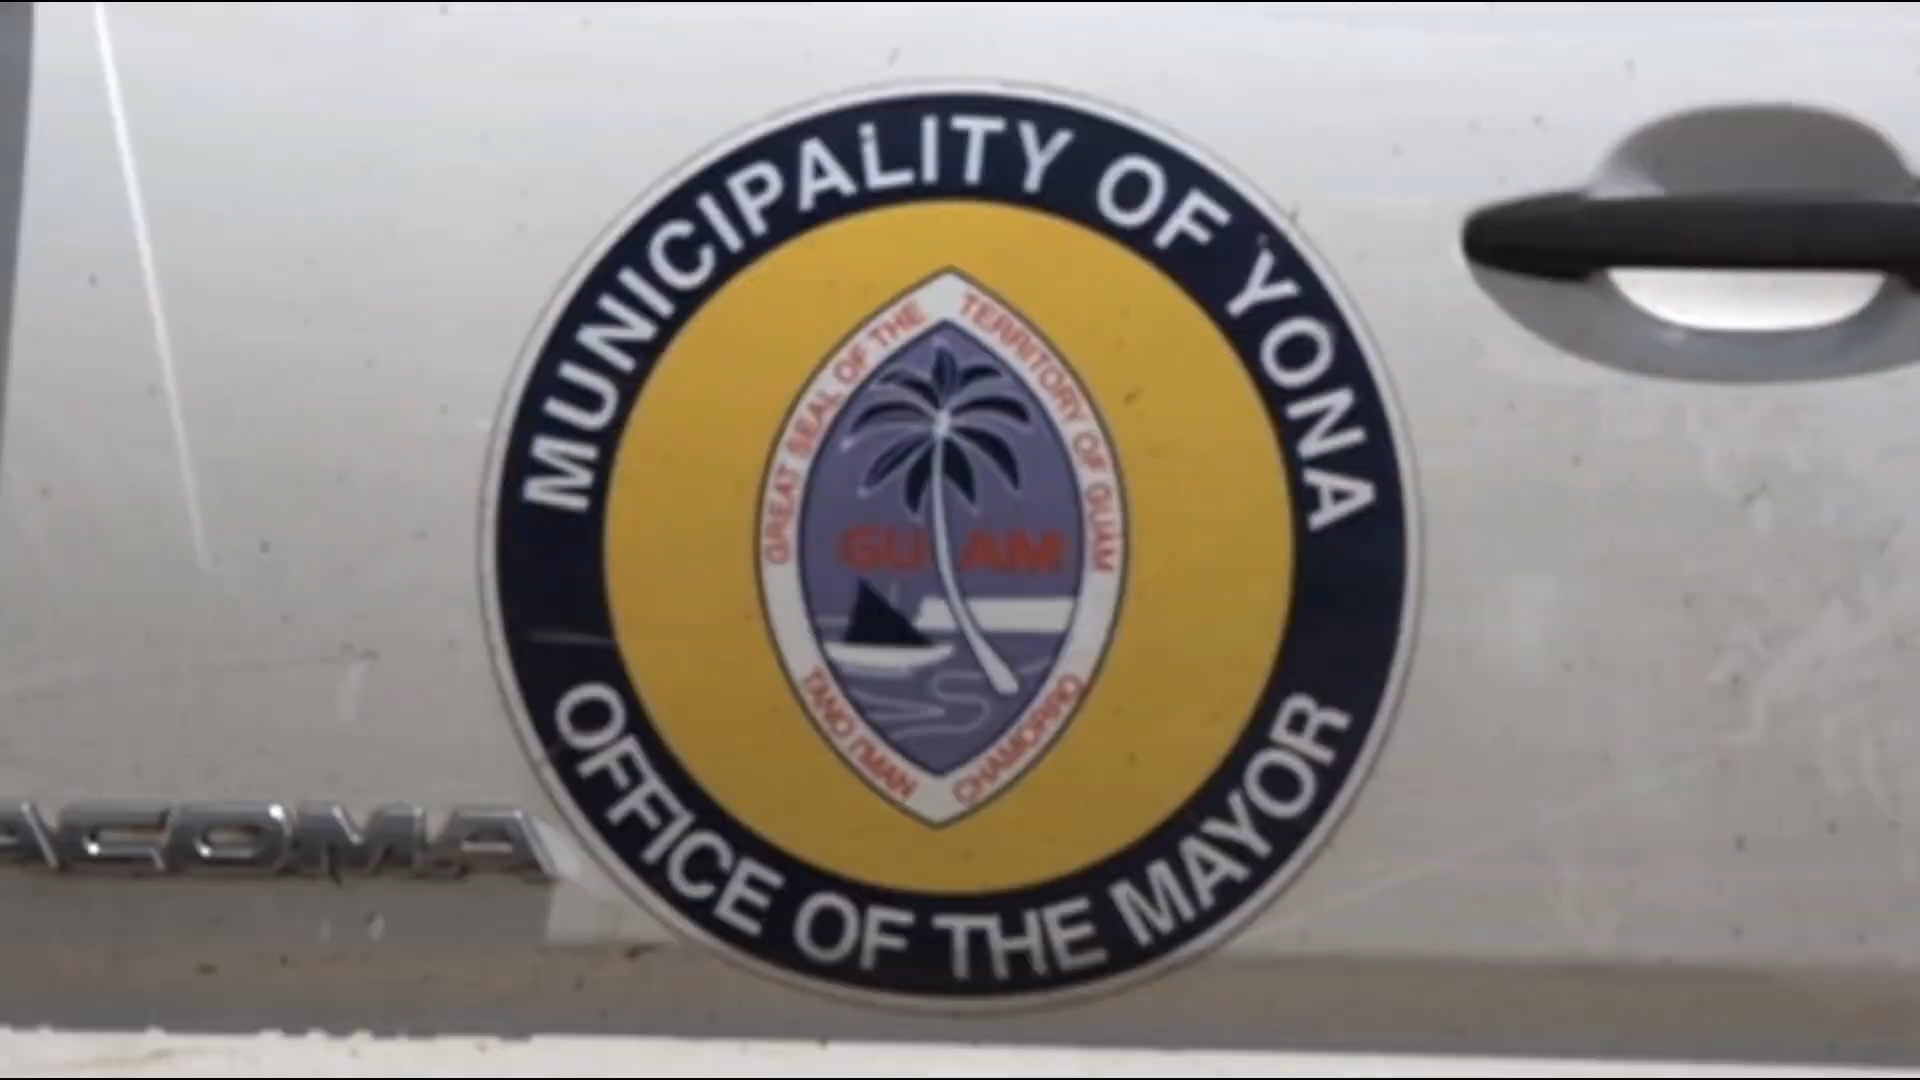 MUNICIPALITY OF YONA
GREAT SEAL OF THE TERRITORY OF GUAM
GUAM
TANO I'MAN CHAMORRO
OFFICE OF THE MAYOR
ACOMA